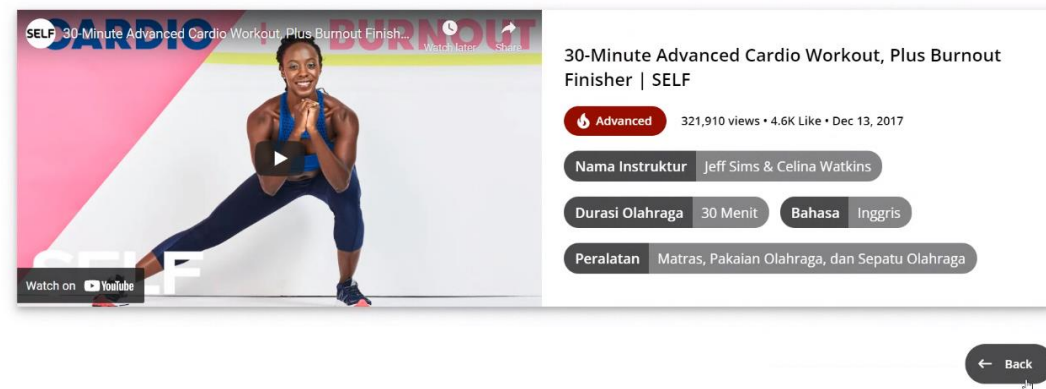 SELF
30-Minute Advanced Cardio Workout, Plus Burnout Finish...
Watch later
Share
CARDIO + BURNOUT
SELF
Watch on YouTube
30-Minute Advanced Cardio Workout, Plus Burnout
Finisher | SELF
Advanced
321,910 views • 4.6K Like • Dec 13, 2017
Nama Instruktur Jeff Sims & Celina Watkins
Durasi Olahraga 30 Menit
Bahasa Inggris
Peralatan Matras, Pakaian Olahraga, dan Sepatu Olahraga
← Back